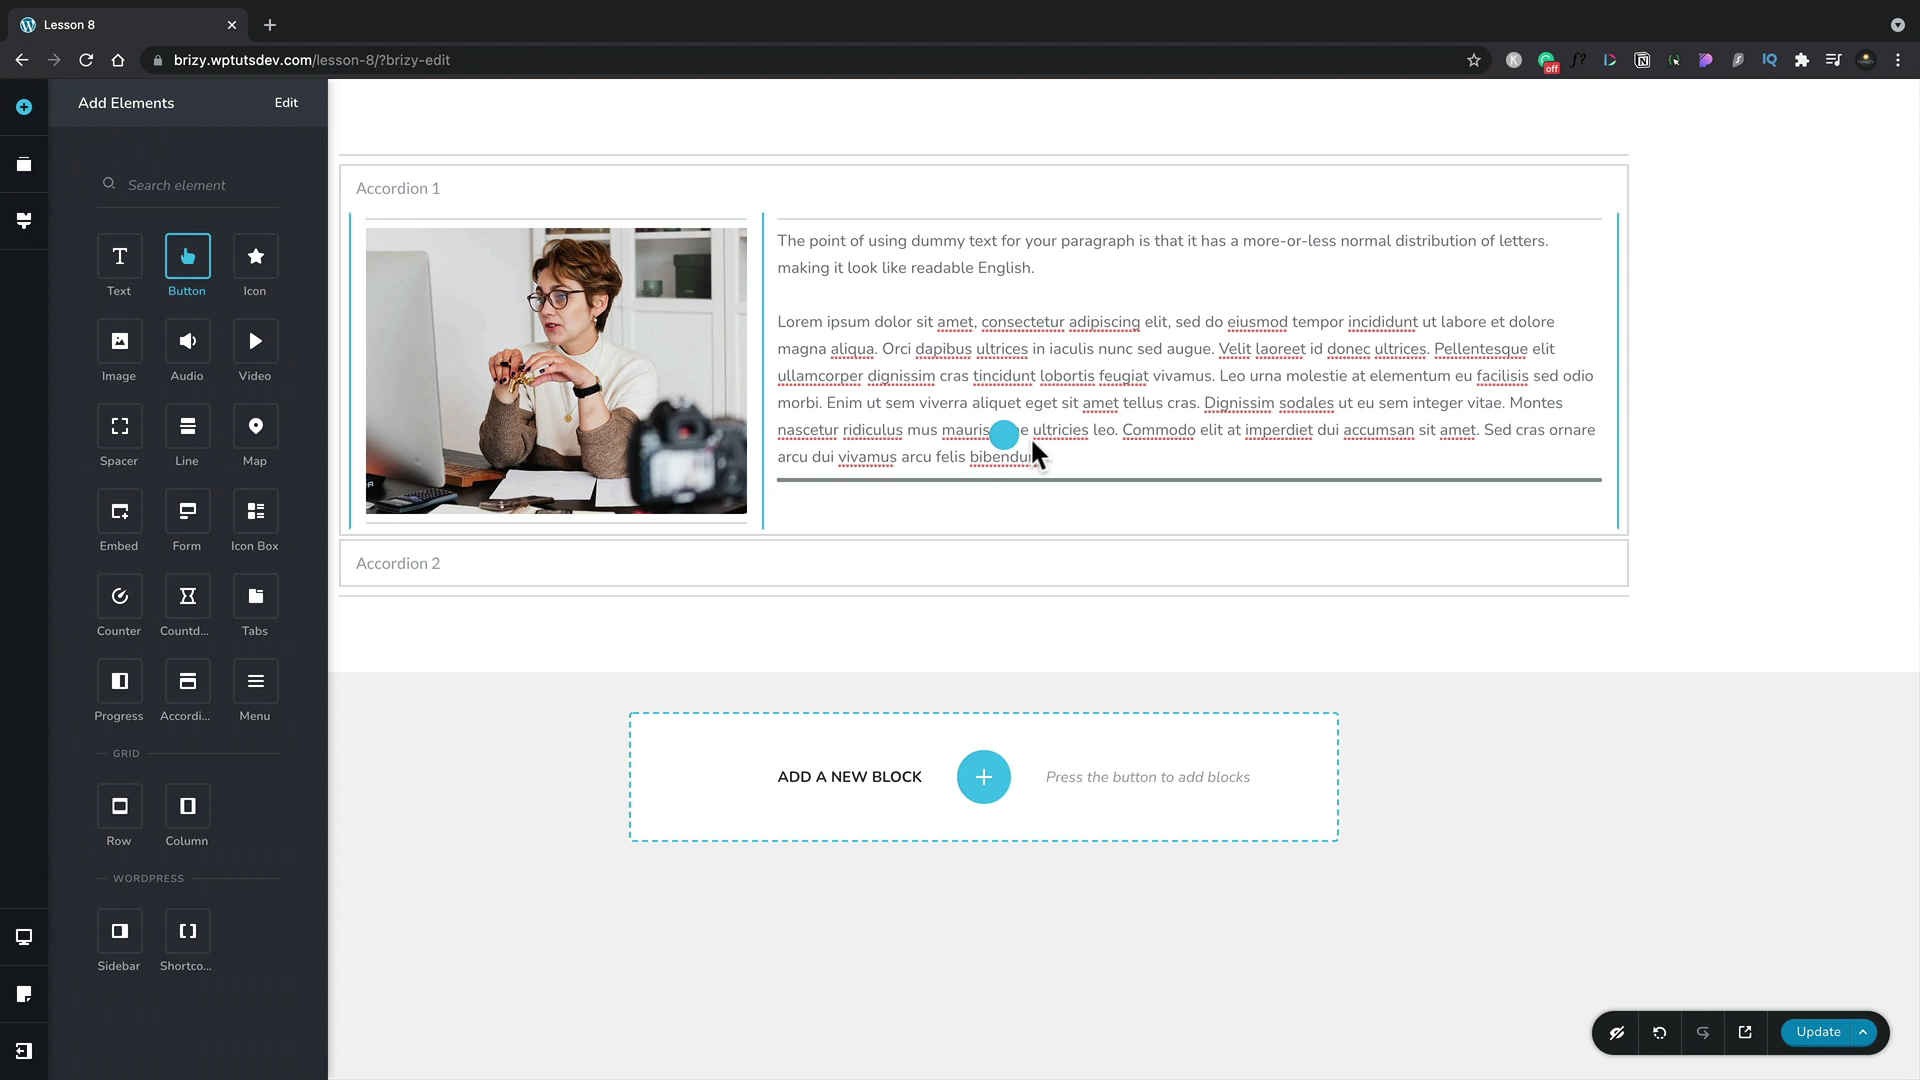 Lesson 8
brizy.wptutsdev.com/lesson-8/?brizy-edit
off
K
f?
IQ
Add Elements
Edit
Search element
Text
Button
Icon
Image
Audio
Video
Spacer
Line
Map
Embed
Form
Icon Box
Counter
Countd...
Tabs
Progress
Accordi...
Menu
GRID
Row
Column
WORDPRESS
Sidebar
Shortco...
Accordion 1
The point of using dummy text for your paragraph is that it has a more-or-less normal distribution of letters.
making it look like readable English.
Lorem ipsum dolor sit amet, consectetur adipiscing elit, sed do eiusmod tempor incididunt ut labore et dolore
magna aliqua. Orci dapibus ultrices in iaculis nunc sed augue. Velit laoreet id donec ultrices. Pellentesque elit
ullamcorper dignissim cras tincidunt lobortis feugiat vivamus. Leo urna molestie at elementum eu facilisis sed odio
morbi. Enim ut sem viverra aliquet eget sit amet tellus cras. Dignissim sodales ut eu sem integer vitae. Montes
nascetur ridiculus mus mauris ultricies leo. Commodo elit at imperdiet dui accumsan sit amet. Sed cras ornare
arcu dui vivamus arcu felis
Accordion 2
ADD A NEW BLOCK
Press the button to add blocks
Update